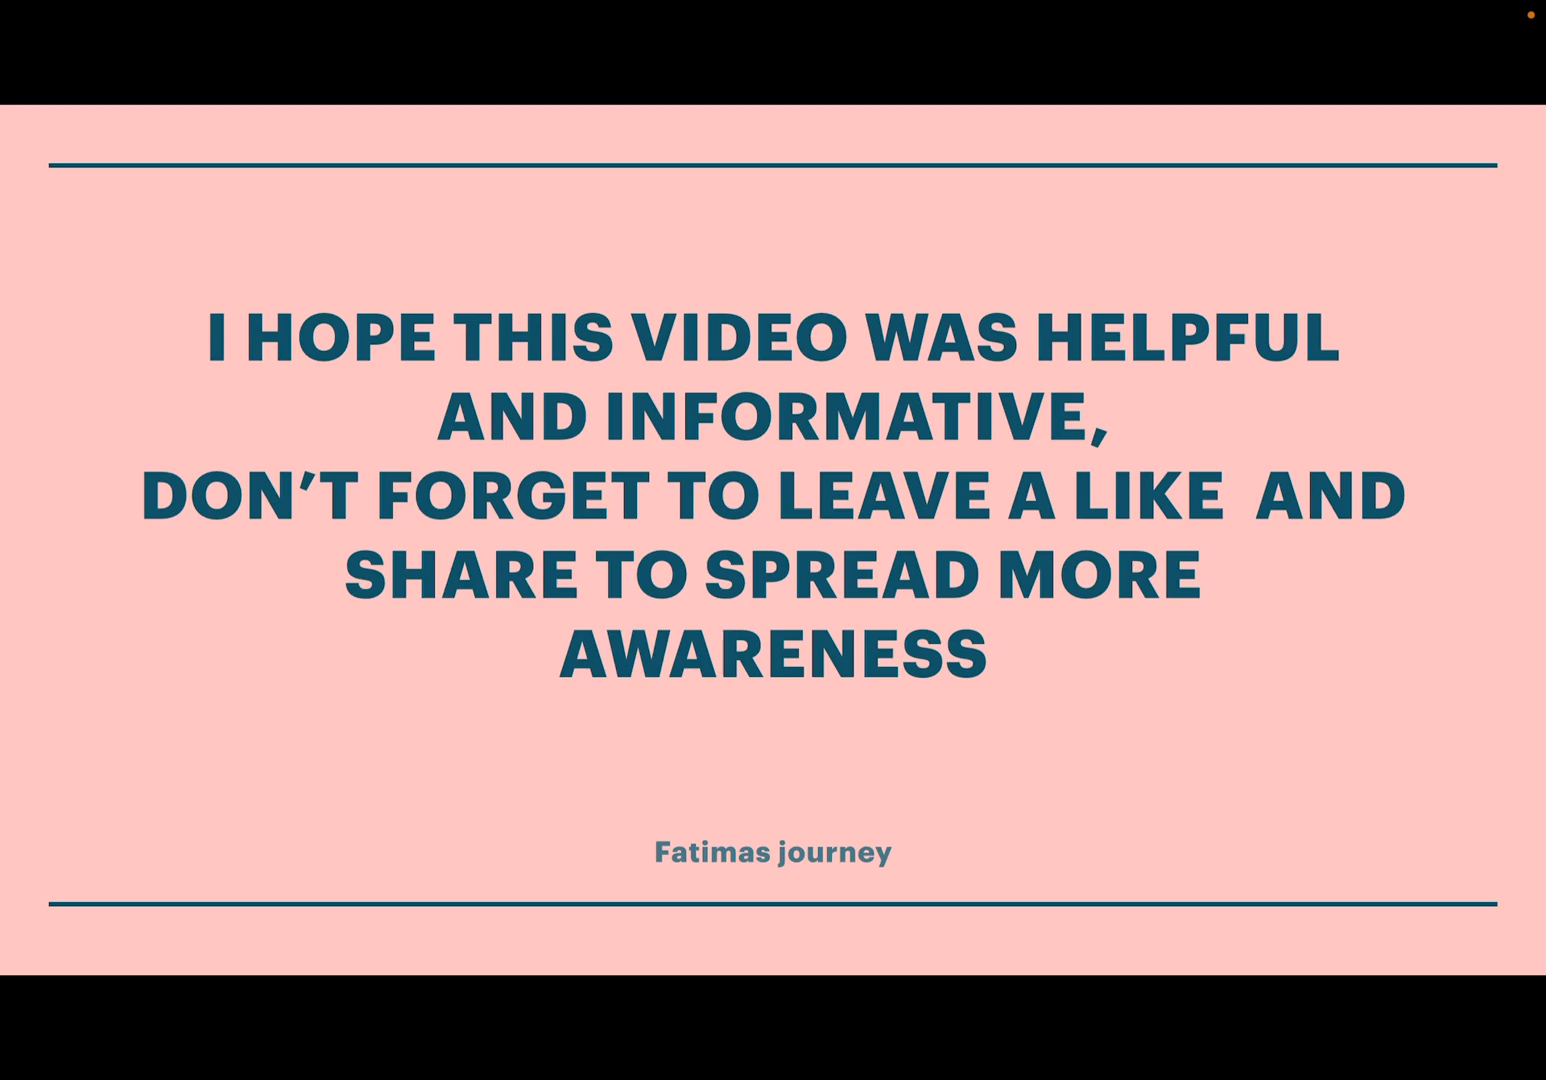 I HOPE THIS VIDEO WAS HELPFUL
AND INFORMATIVE,
DON’T FORGET TO LEAVE A LIKE  AND
SHARE TO SPREAD MORE
AWARENESS
Fatimas journey